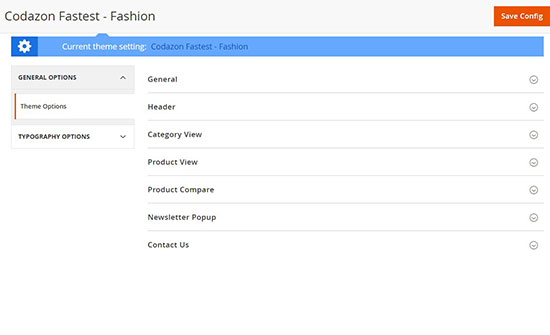 Codazon Fastest - Fashion
Save Config
Current theme setting: Codazon Fastest - Fashion
GENERAL OPTIONS
Theme Options
TYPOGRAPHY OPTIONS
General
Header
Category View
Product View
Product Compare
Newsletter Popup
Contact Us